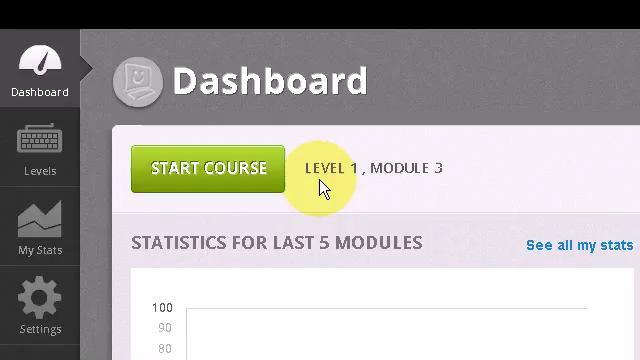 Dashboard
Dashboard
START COURSE
LEVEL 1 , MODULE 3
Levels
STATISTICS FOR LAST 5 MODULES
See all my stats
My Stats
100
90
80
Settings